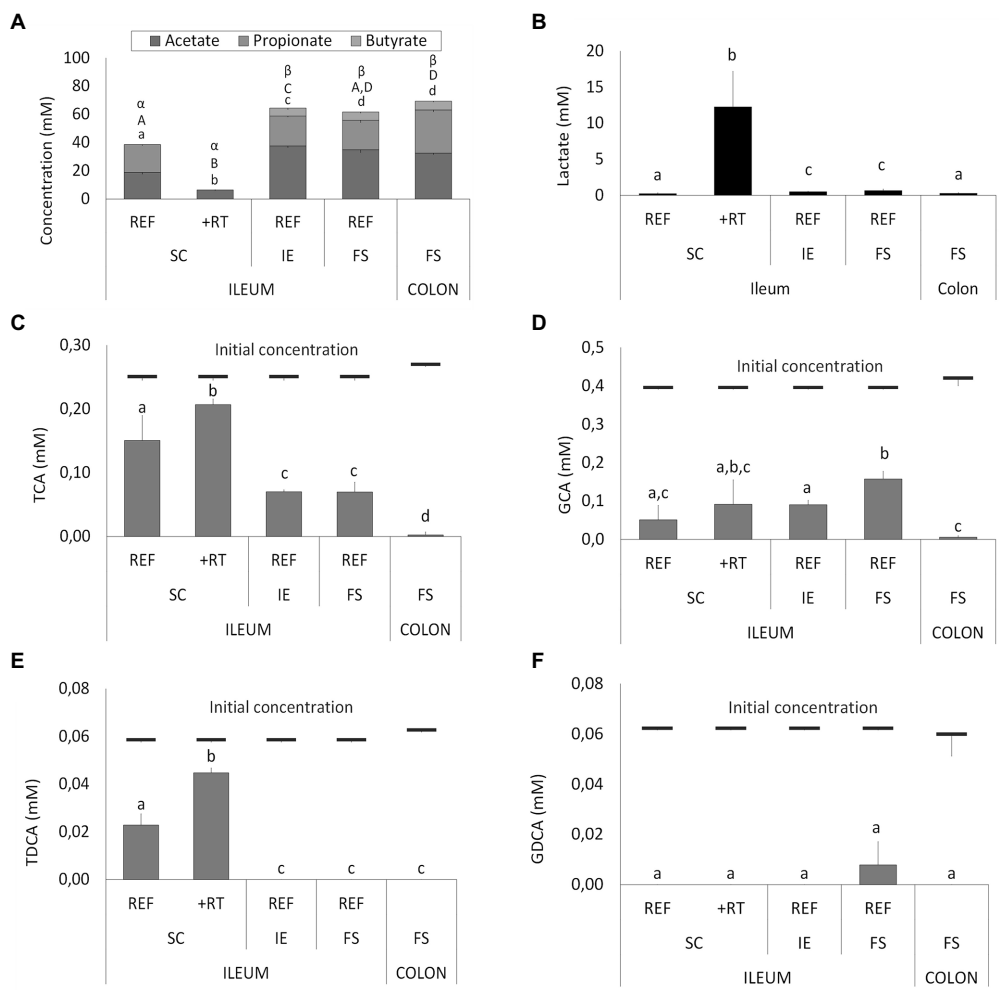 A
Acetate Propionate Butyrate
Concentration (mM)
100
80
60
40
20
0
α
A
a
α
B
b
β
C
c
β
A,D
d
β
D
d
REF +RT REF REF
SC IE FS FS
ILEUM COLON
B
Lactate (mM)
20
15
10
5
0
a b c c a
REF +RT REF REF
SC IE FS FS
Ileum Colon
C
TCA (mM)
0,30
0,20
0,10
0,00
Initial concentration
a b c c d
REF +RT REF REF
SC IE FS FS
ILEUM COLON
D
GCA (mM)
0,5
0,4
0,3
0,2
0,1
0,0
Initial concentration
a,c a,b,c a b c
REF +RT REF REF
SC IE FS FS
ILEUM COLON
E
TDCA (mM)
0,08
0,06
0,04
0,02
0,00
Initial concentration
a b c c c
REF +RT REF REF
SC IE FS FS
ILEUM COLON
F
GDCA (mM)
0,08
0,06
0,04
0,02
0,00
Initial concentration
a a a a a
REF +RT REF REF
SC IE FS FS
ILEUM COLON